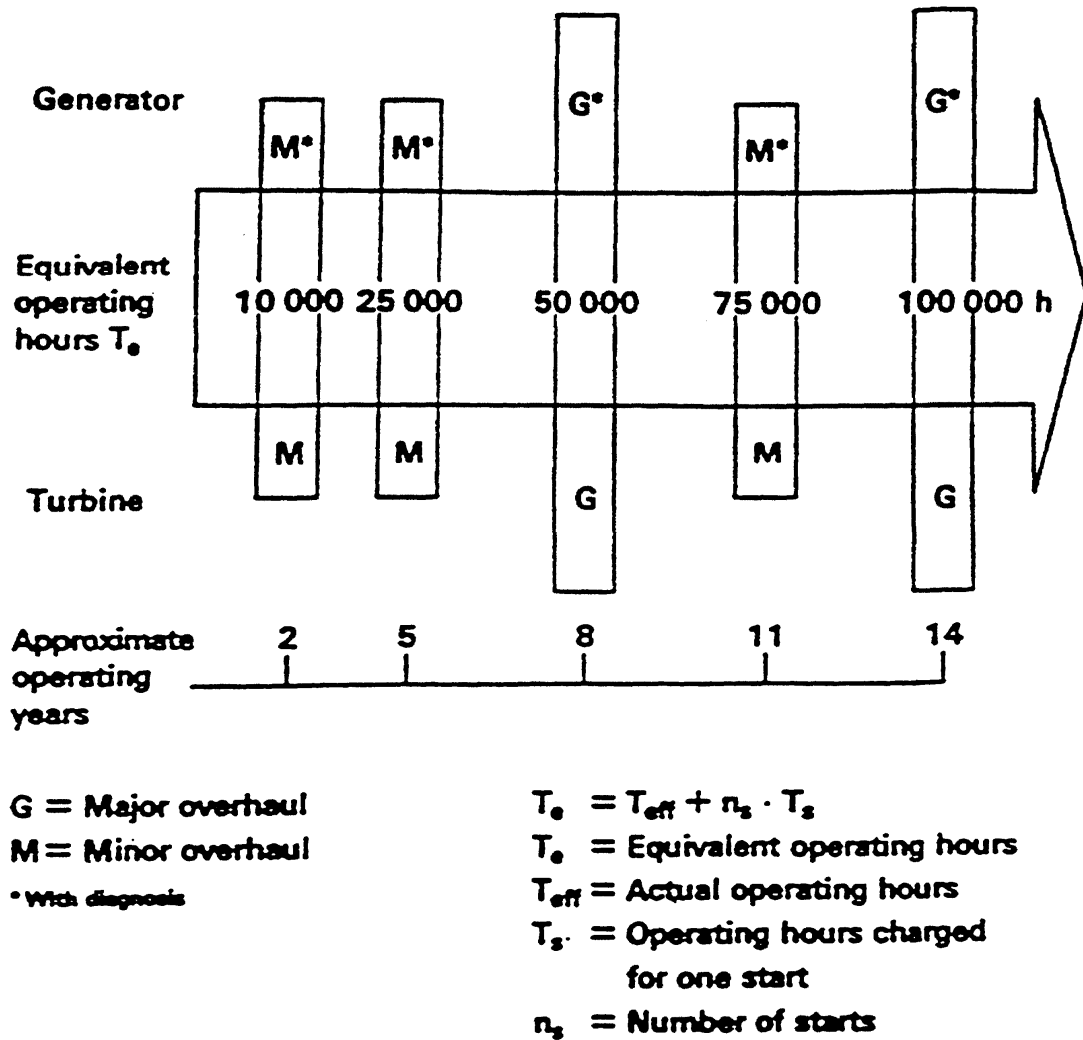 Generator
M*
M*
G*
M*
G*
Equivalent
operating
hours Te
10 000
25 000
50 000
75 000
100 000 h
M
M
G
M
G
Turbine
Approximate
operating
years
2
5
8
11
14
G = Major overhaul
M = Minor overhaul
* With diagnosis
Te = Teff + ns · Ts
Te = Equivalent operating hours
Teff = Actual operating hours
Ts = Operating hours charged
for one start
ns = Number of starts